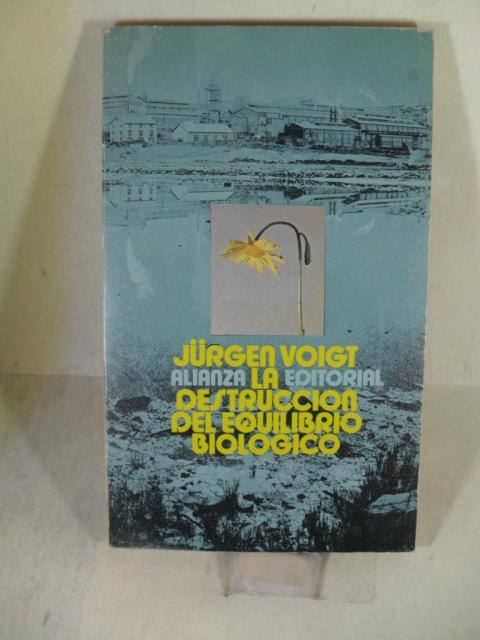 JÜRGEN VOIGT
ALIANZA LA EDITORIAL
DESTRUCCION
DEL EQUILIBRIO
BIOLOGICO